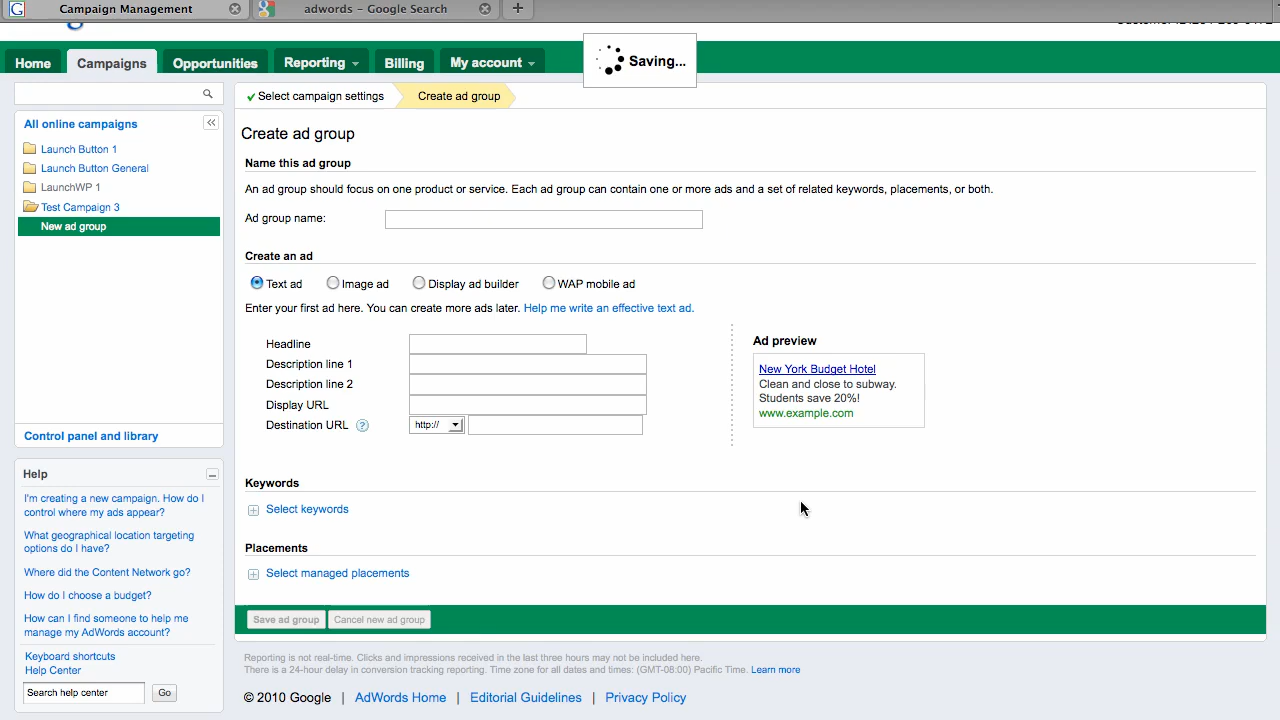 Campaign Management
adwords – Google Search
Home
Campaigns
Opportunities
Reporting
Billing
My account
Saving...
Select campaign settings
Create ad group
All online campaigns
Launch Button 1
Launch Button General
LaunchWP 1
Test Campaign 3
New ad group
Control panel and library
Help
I'm creating a new campaign. How do I
control where my ads appear?
What geographical location targeting
options do I have?
Where did the Content Network go?
How do I choose a budget?
How can I find someone to help me
manage my AdWords account?
Keyboard shortcuts
Help Center
Search help center
Go
Create ad group
Name this ad group
An ad group should focus on one product or service. Each ad group can contain one or more ads and a set of related keywords, placements, or both.
Ad group name:
Create an ad
Text ad
Image ad
Display ad builder
WAP mobile ad
Enter your first ad here. You can create more ads later. Help me write an effective text ad.
Headline
Description line 1
Description line 2
Display URL
Destination URL ?
http://
Ad preview
New York Budget Hotel
Clean and close to subway.
Students save 20%!
www.example.com
Keywords
Select keywords
Placements
Select managed placements
Save ad group
Cancel new ad group
Reporting is not real-time. Clicks and impressions received in the last three hours may not be included here.
There is a 24-hour delay in conversion tracking reporting. Time zone for all dates and times: (GMT-08:00) Pacific Time. Learn more
© 2010 Google | AdWords Home | Editorial Guidelines | Privacy Policy